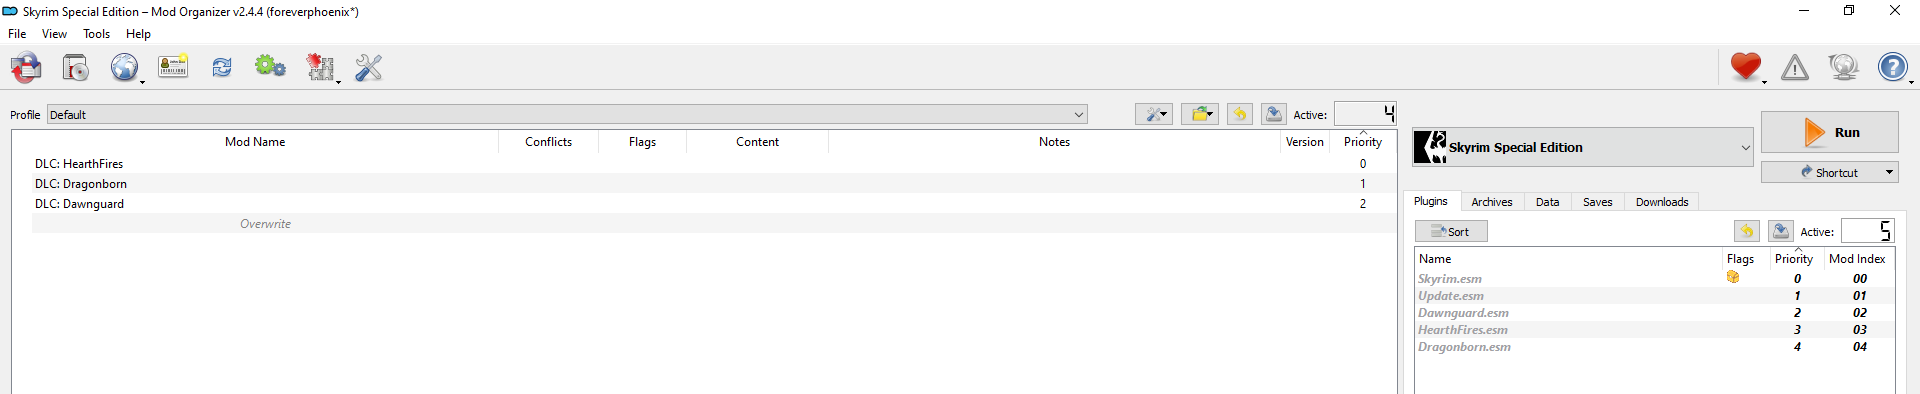 Skyrim Special Edition – Mod Organizer v2.4.4 (foreverphoenix*)
File View Tools Help
Profile Default Active: 4
Mod Name Conflicts Flags Content Notes Version Priority
DLC: HearthFires 0
DLC: Dragonborn 1
DLC: Dawnguard 2
Overwrite
Skyrim Special Edition
Run
Shortcut
Plugins Archives Data Saves Downloads
Sort Active: 5
Name Flags Priority Mod Index
Skyrim.esm 0 00
Update.esm 1 01
Dawnguard.esm 2 02
HearthFires.esm 3 03
Dragonborn.esm 4 04